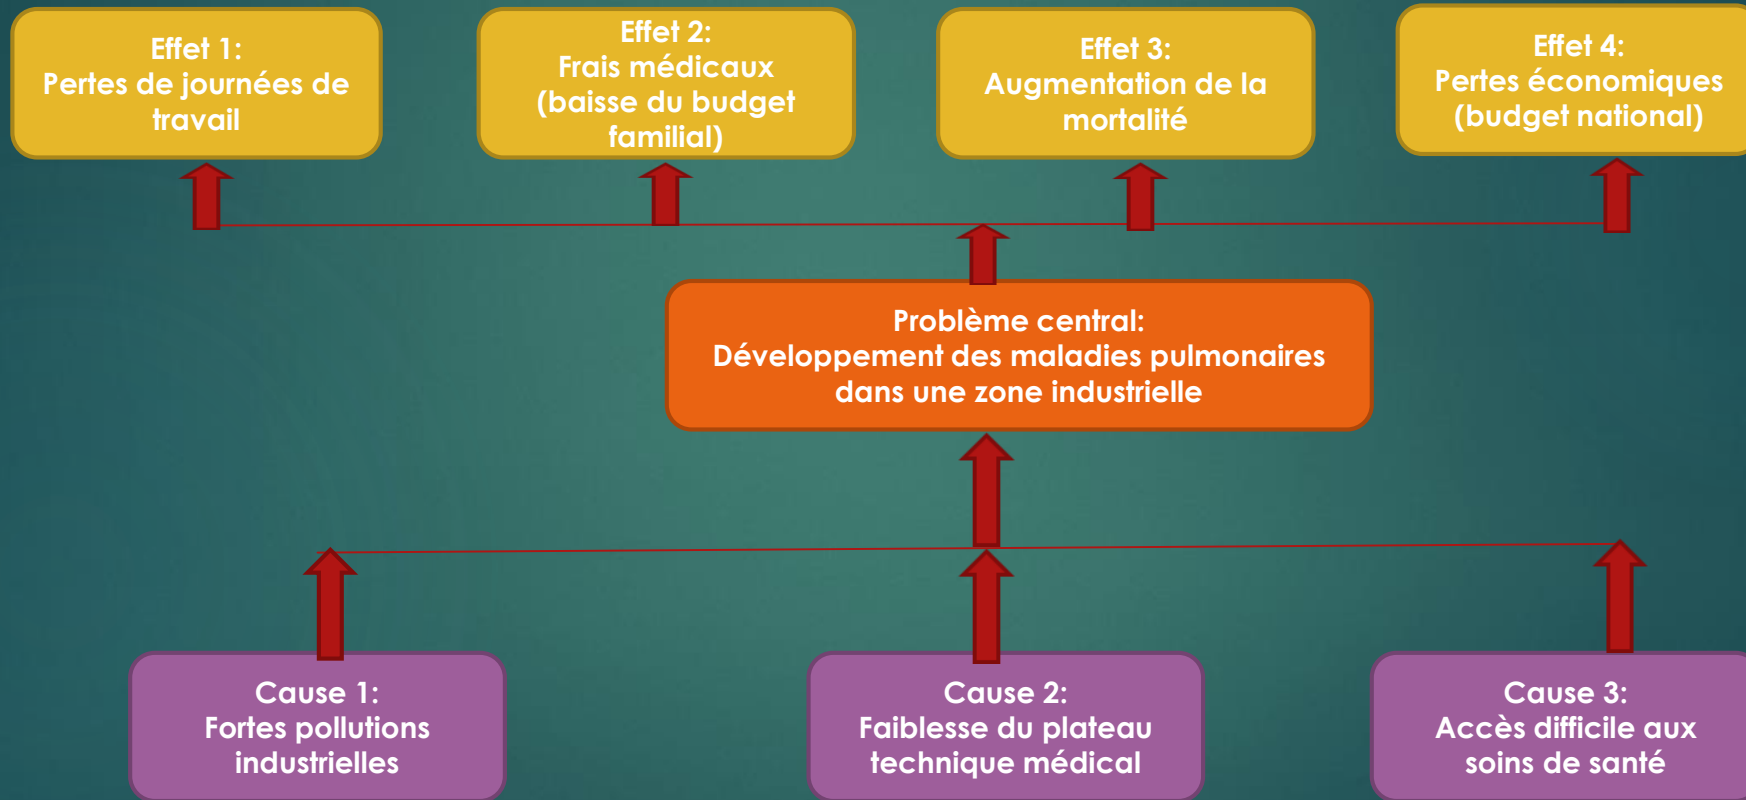 Effet 1:
Pertes de journées de
travail
Effet 2:
Frais médicaux
(baisse du budget
familial)
Effet 3:
Augmentation de la
mortalité
Effet 4:
Pertes économiques
(budget national)
Problème central:
Développement des maladies pulmonaires
dans une zone industrielle
Cause 1:
Fortes pollutions
industrielles
Cause 2:
Faiblesse du plateau
technique médical
Cause 3:
Accès difficile aux
soins de santé